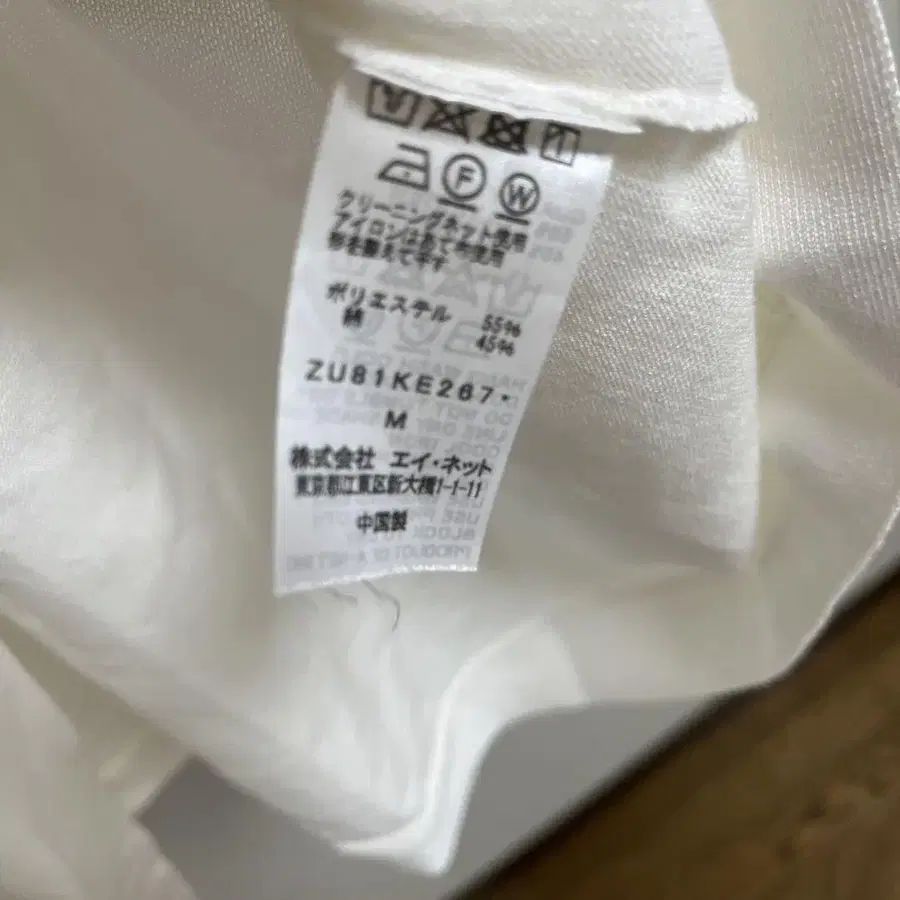 F W
クリーニングネット使用
アイロンはあて布使用
形を整えて干す
ポリエステル 55%
綿 45%
ZU81KE267・
M
株式会社 エイ・ネット
東京都江東区新大橋1-1-11
中国製